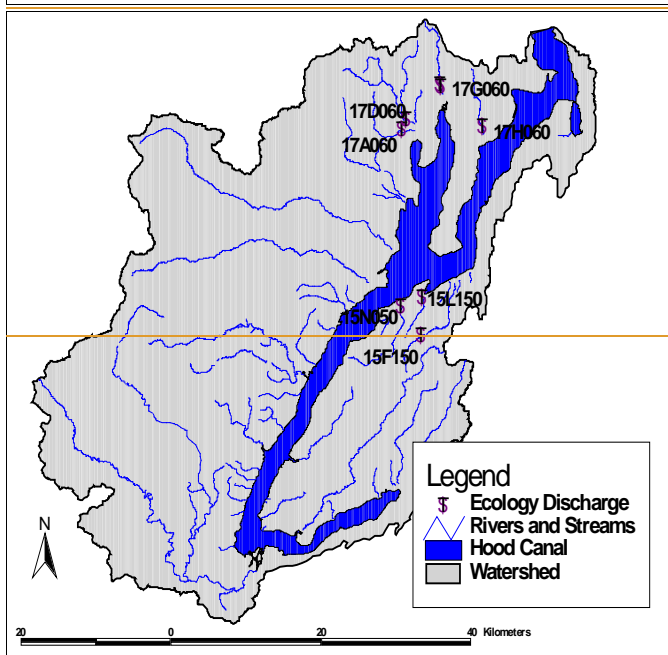 17G060
17D060
17H060
17A060
15L150
15N050
15F150
Legend
$ Ecology Discharge
Rivers and Streams
Hood Canal
Watershed
N
20 0 20 40 Kilometers